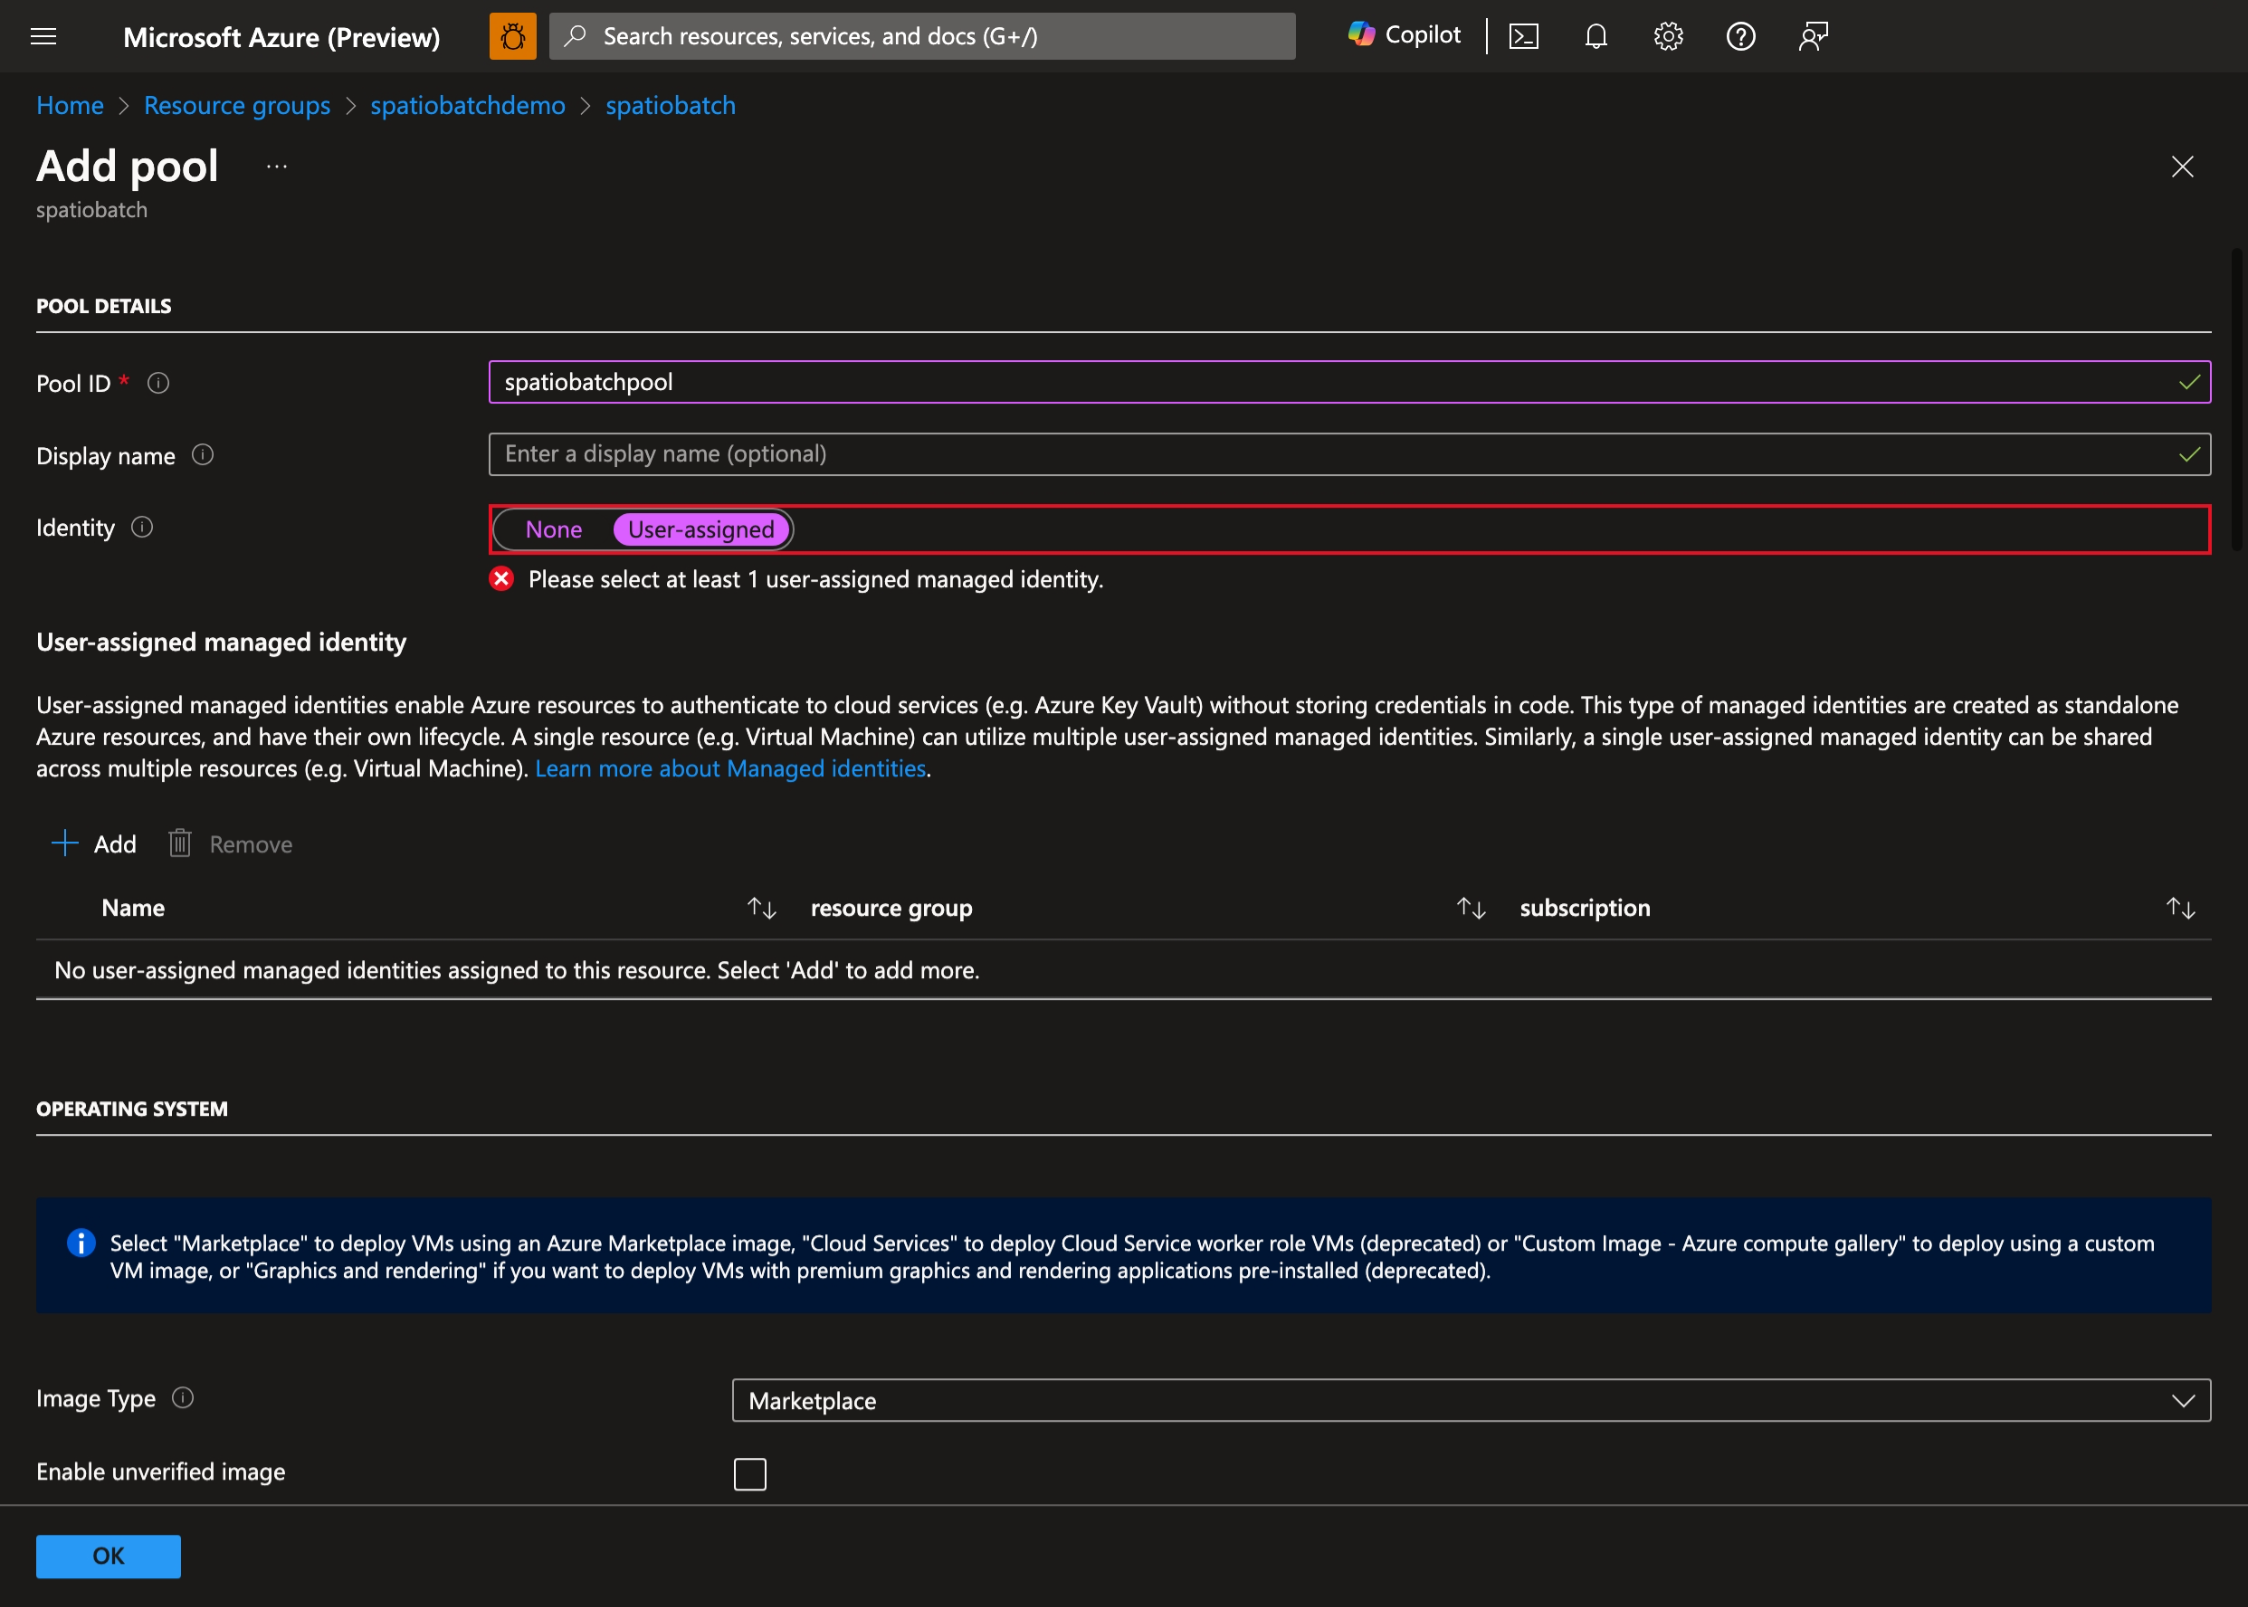 Microsoft Azure (Preview)
Search resources, services, and docs (G+/)
Copilot
Home > Resource groups > spatiobatchdemo > spatiobatch
Add pool ...
spatiobatch
POOL DETAILS
Pool ID *
spatiobatchpool
Display name
Enter a display name (optional)
Identity
None User-assigned
Please select at least 1 user-assigned managed identity.
User-assigned managed identity
User-assigned managed identities enable Azure resources to authenticate to cloud services (e.g. Azure Key Vault) without storing credentials in code. This type of managed identities are created as standalone
Azure resources, and have their own lifecycle. A single resource (e.g. Virtual Machine) can utilize multiple user-assigned managed identities. Similarly, a single user-assigned managed identity can be shared
across multiple resources (e.g. Virtual Machine). Learn more about Managed identities.
Add Remove
Name resource group subscription
No user-assigned managed identities assigned to this resource. Select 'Add' to add more.
OPERATING SYSTEM
Select "Marketplace" to deploy VMs using an Azure Marketplace image, "Cloud Services" to deploy Cloud Service worker role VMs (deprecated) or "Custom Image - Azure compute gallery" to deploy using a custom
VM image, or "Graphics and rendering" if you want to deploy VMs with premium graphics and rendering applications pre-installed (deprecated).
Image Type
Marketplace
Enable unverified image
OK